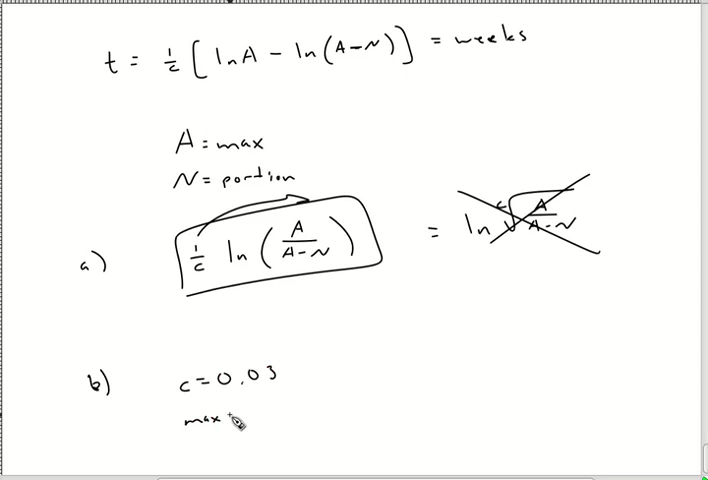 t = 1/c [ln A - ln (A-N)] = weeks
A = max
N = portion
a) 1/c ln (A/(A-N)) = ln ᶜ√(A/(A-N))
b) c = 0.03
max